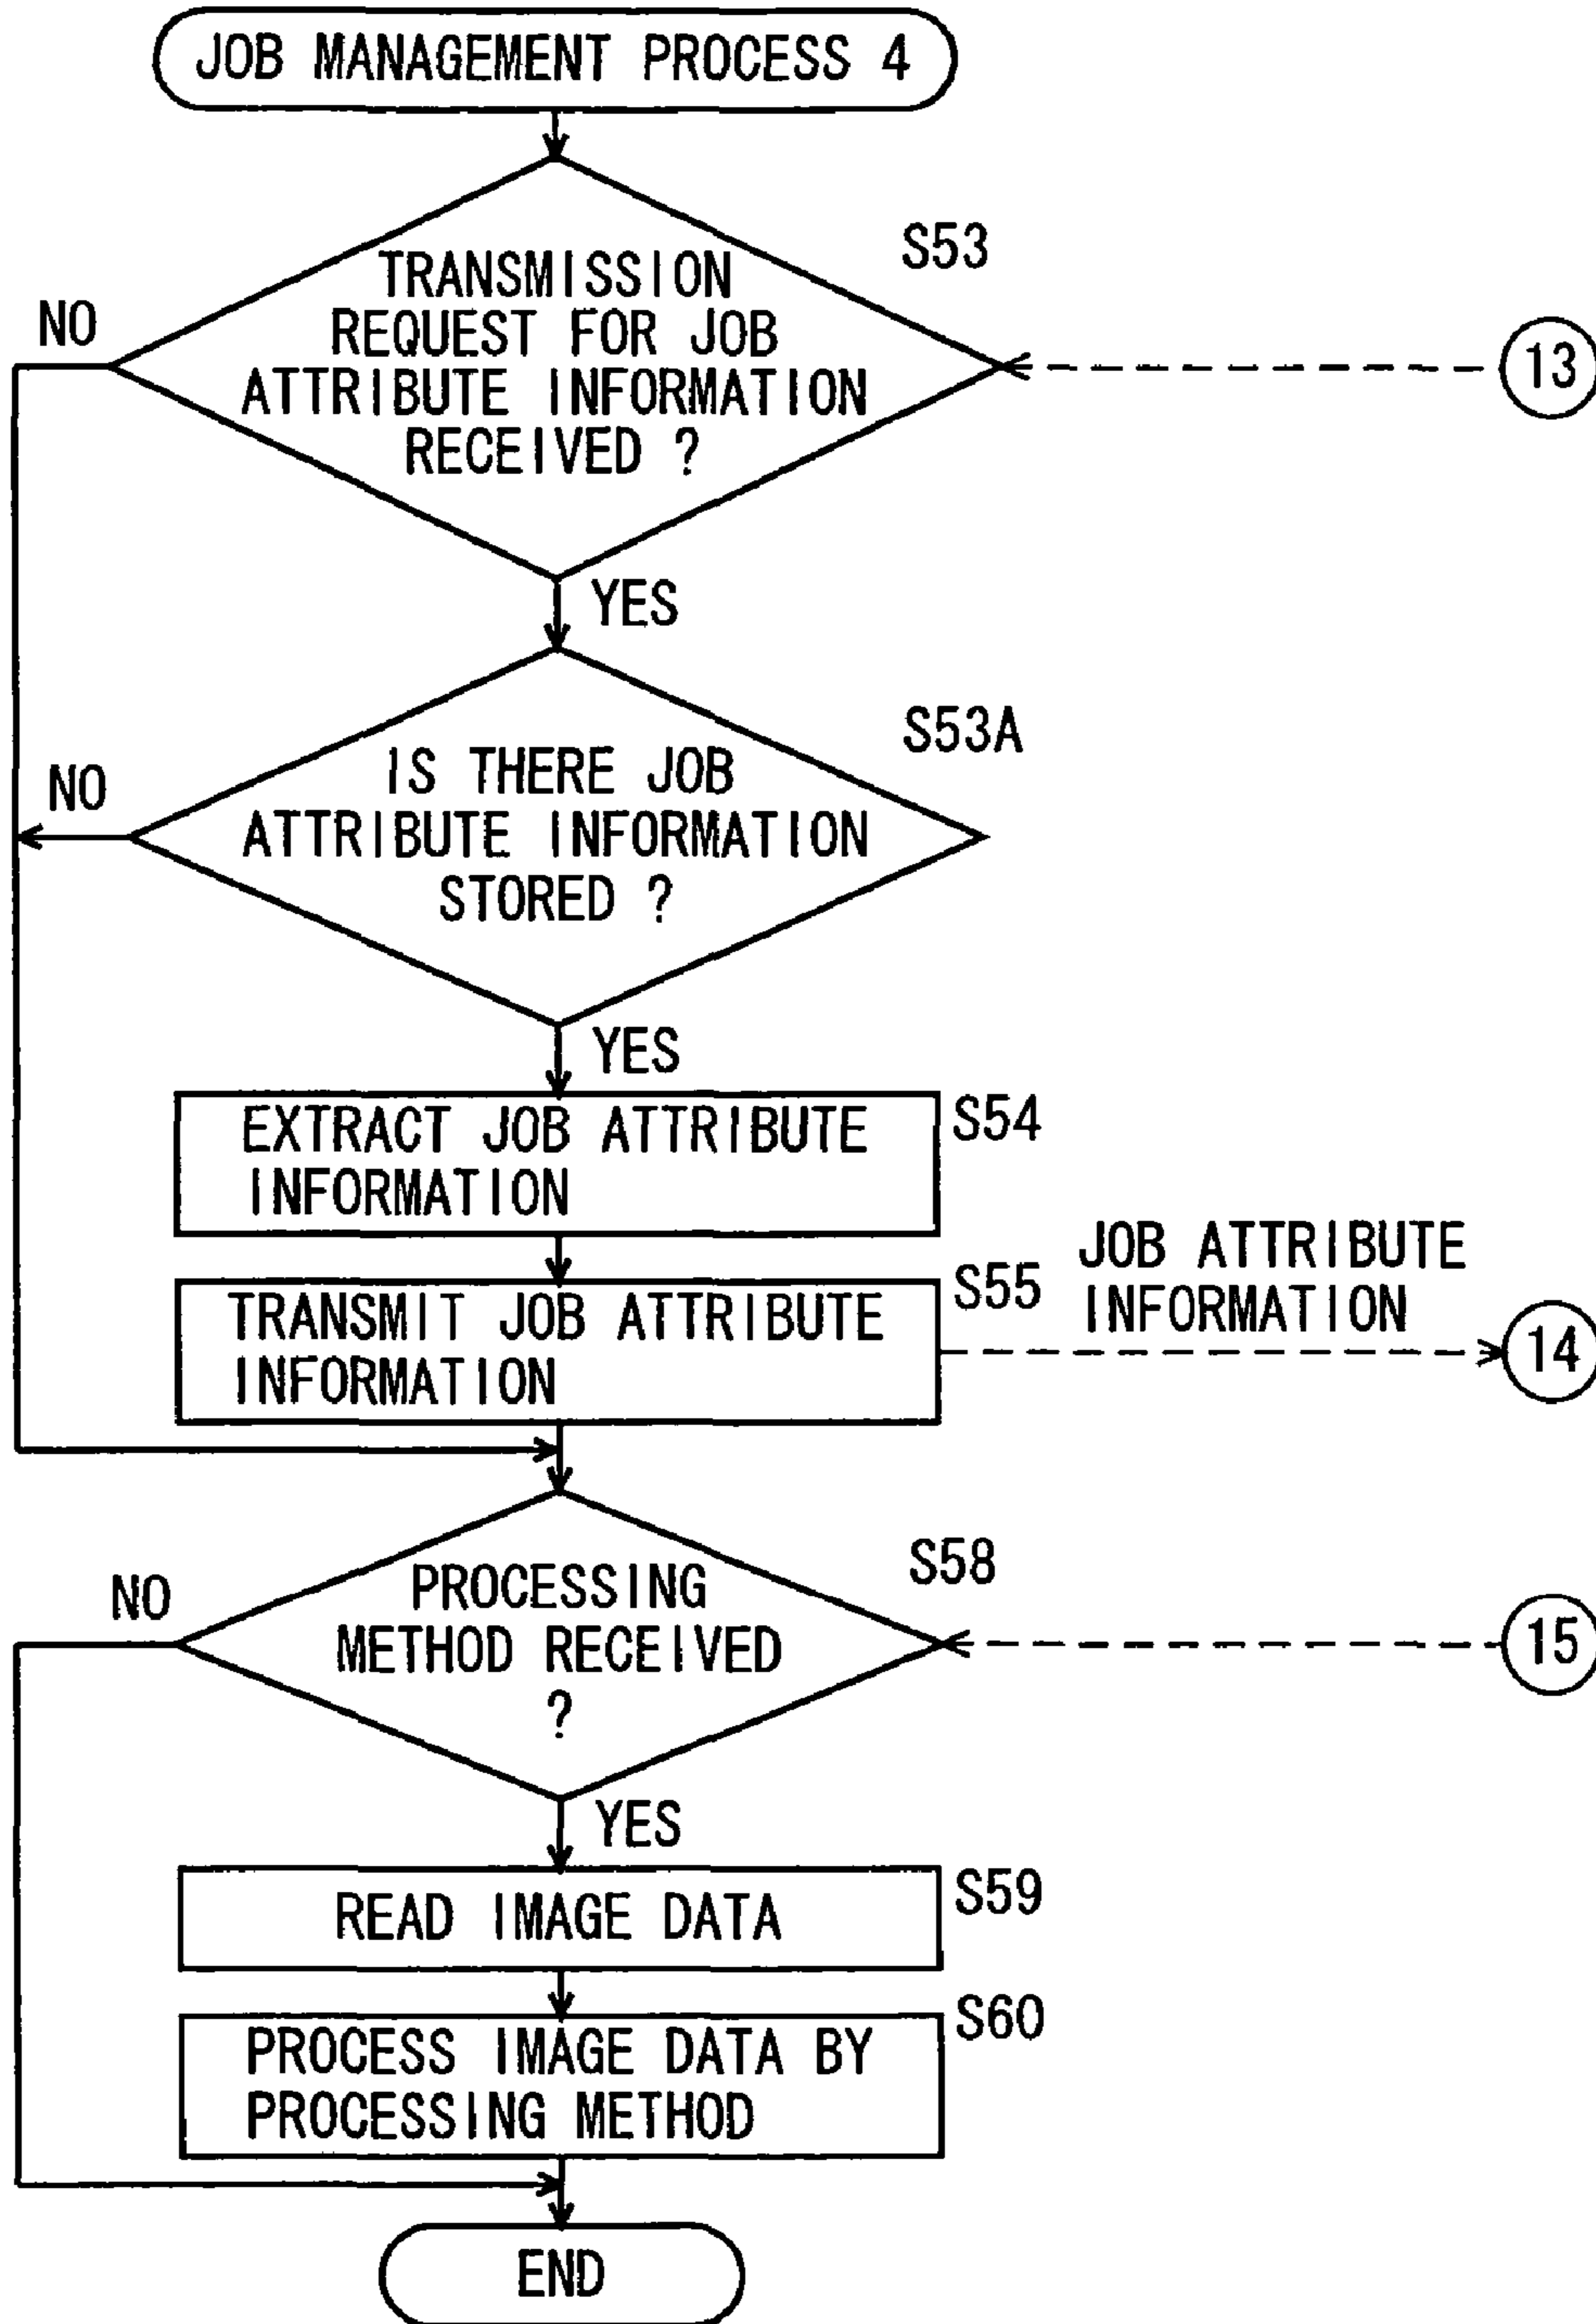 JOB MANAGEMENT PROCESS 4
S53
TRANSMISSION
REQUEST FOR JOB
ATTRIBUTE INFORMATION
RECEIVED ?
NO
13
YES
S53A
IS THERE JOB
ATTRIBUTE INFORMATION
STORED ?
NO
YES
EXTRACT JOB ATTRIBUTE
INFORMATION
S54
TRANSMIT JOB ATTRIBUTE
INFORMATION
S55
JOB ATTRIBUTE
INFORMATION
14
S58
PROCESSING
METHOD RECEIVED
?
NO
15
YES
READ IMAGE DATA
S59
PROCESS IMAGE DATA BY
PROCESSING METHOD
S60
END